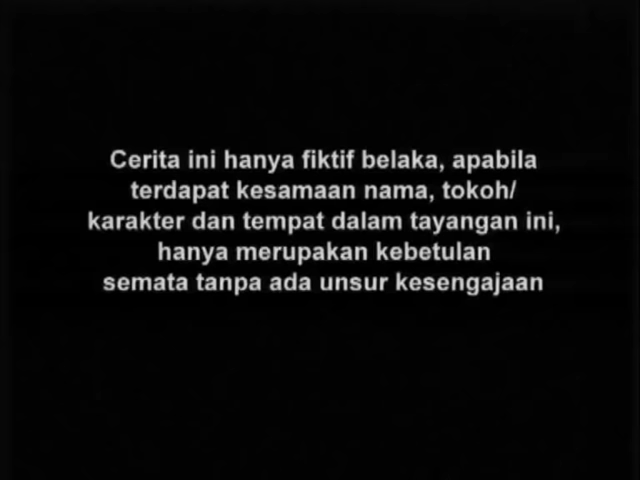 Cerita ini hanya fiktif belaka, apabila
terdapat kesamaan nama, tokoh/
karakter dan tempat dalam tayangan ini,
hanya merupakan kebetulan
semata tanpa ada unsur kesengajaan